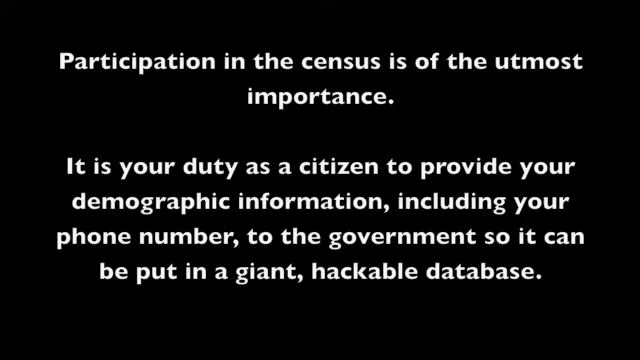 Participation in the census is of the utmost
importance.
It is your duty as a citizen to provide your
demographic information, including your
phone number, to the government so it can
be put in a giant, hackable database.